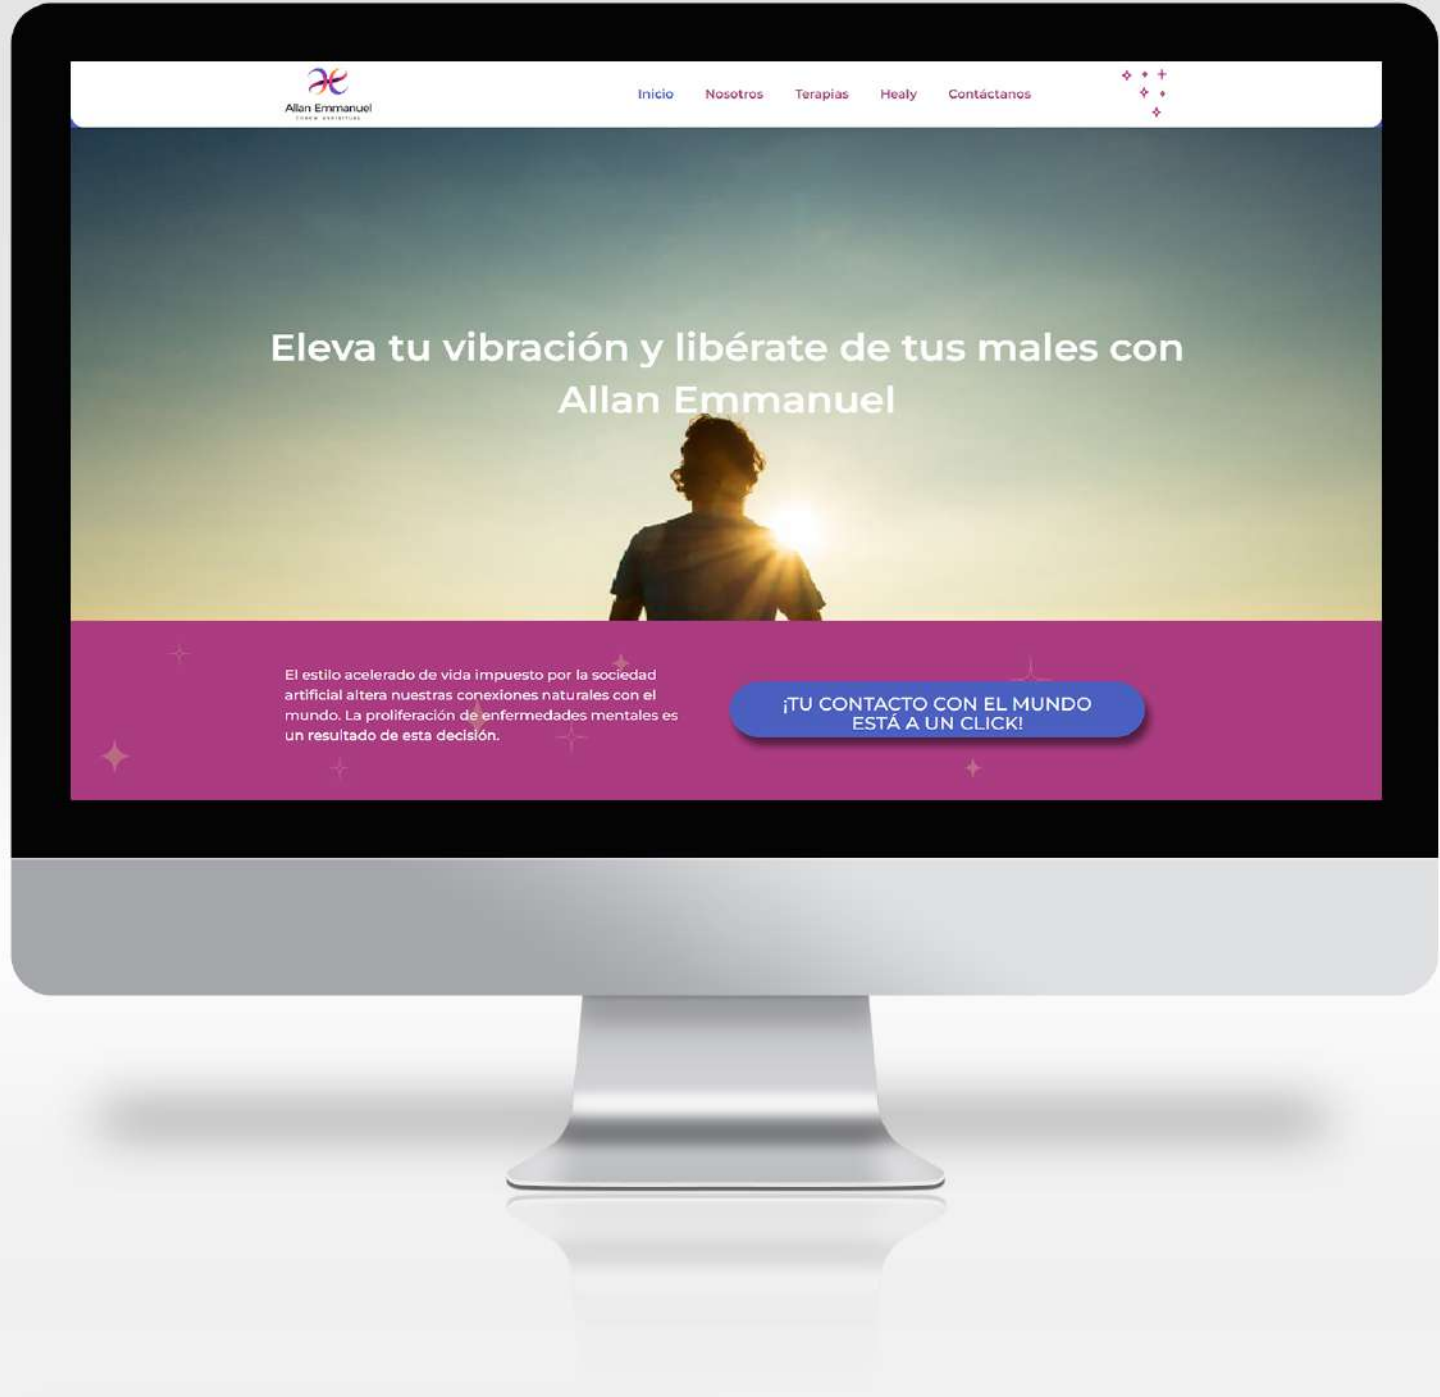 Allan Emmanuel
COACH ESPIRITUAL
Inicio Nosotros Terapias Healy Contáctanos
Eleva tu vibración y libérate de tus males con
Allan Emmanuel
El estilo acelerado de vida impuesto por la sociedad
artificial altera nuestras conexiones naturales con el
mundo. La proliferación de enfermedades mentales es
un resultado de esta decisión.
¡TU CONTACTO CON EL MUNDO
ESTÁ A UN CLICK!